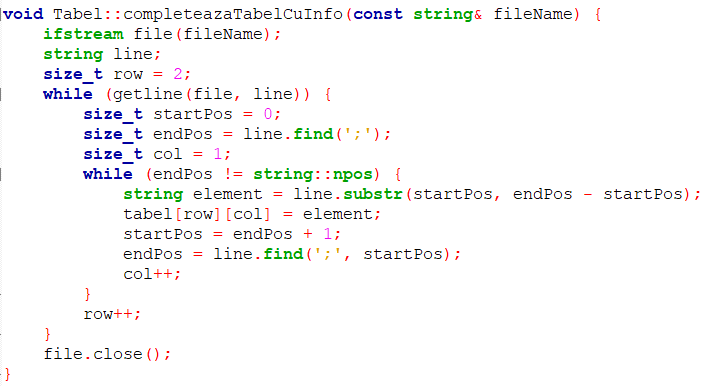 void Tabel::completeazaTabelCuInfo(const string& fileName) {
    ifstream file(fileName);
    string line;
    size_t row = 2;
    while (getline(file, line)) {
        size_t startPos = 0;
        size_t endPos = line.find(';');
        size_t col = 1;
        while (endPos != string::npos) {
            string element = line.substr(startPos, endPos - startPos);
            tabel[row][col] = element;
            startPos = endPos + 1;
            endPos = line.find(';', startPos);
            col++;
        }
        row++;
    }
    file.close();
}